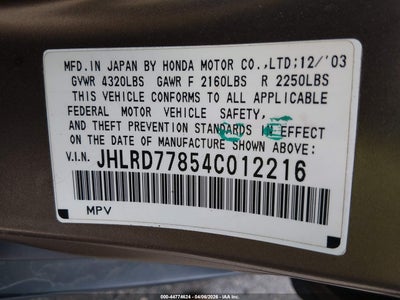 MFD.IN JAPAN BY HONDA MOTOR CO.,LTD;12/'03
GVWR 4320LBS GAWR F 2160LBS R 2250LBS
THIS VEHICLE CONFORMS TO ALL APPLICABLE
FEDERAL MOTOR VEHICLE SAFETY,
AND THEFT PREVENTION STANDARDS IN EFFECT
ON THE DATE OF MANUFACTURE SHOWN ABOVE:
V.I.N. JHLRD77854C012216
MPV
000-44774624 - 04/06/2026 - IAA Inc.